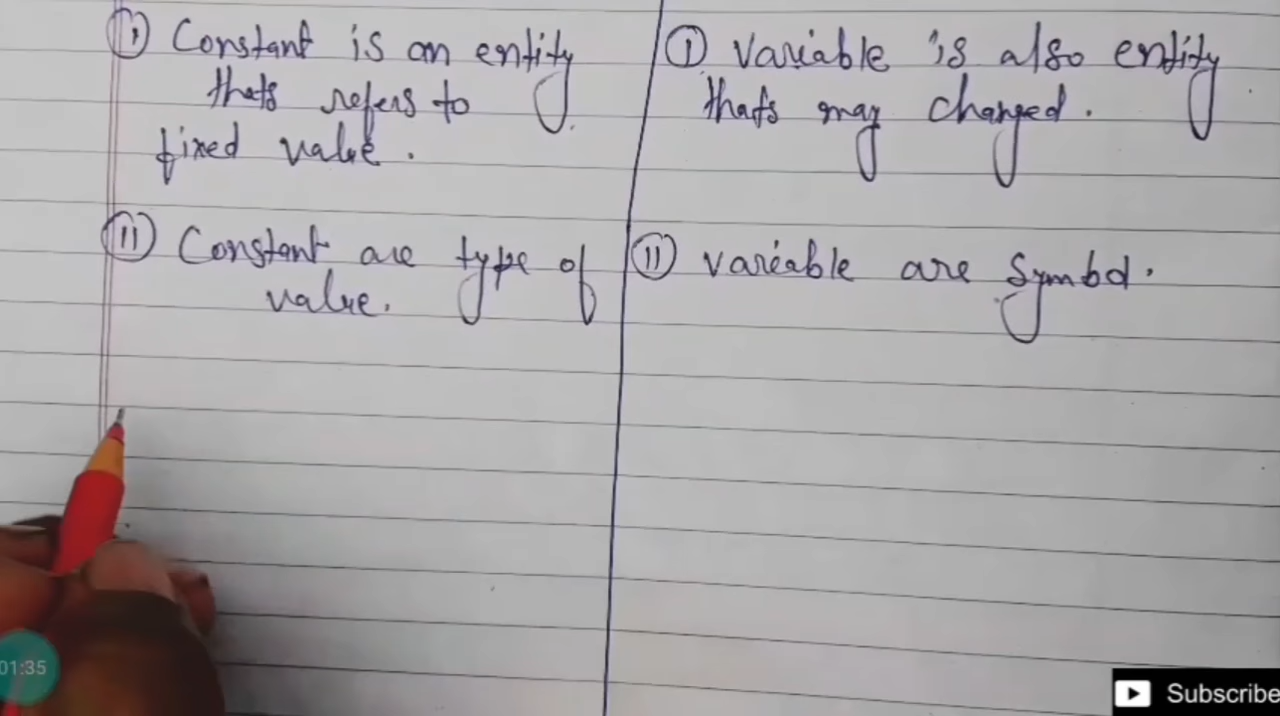 (i) Constant is an entity
thats refers to
fixed value.
(ii) Constant are type of
value.
(i) Variable is also entity
thats may changed.
(ii) Variable are Symbol.
01:35
Subscribe